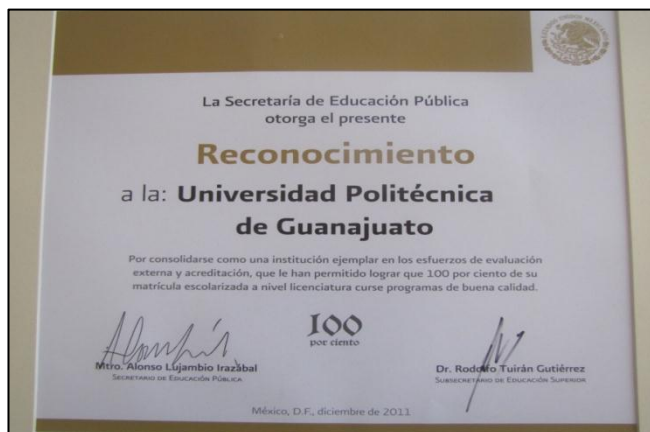 La Secretaría de Educación Pública
otorga el presente
Reconocimiento
a la: Universidad Politécnica
de Guanajuato
Por consolidarse como una institución ejemplar en los esfuerzos de evaluación
externa y acreditación, que le han permitido lograr que 100 por ciento de su
matrícula escolarizada a nivel licenciatura curse programas de buena calidad.
100
por ciento
Mtro. Alonso Lujambio Irazábal
Secretario de Educación Pública
Dr. Rodolfo Tuirán Gutiérrez
Subsecretario de Educación Superior
México, D.F., diciembre de 2011